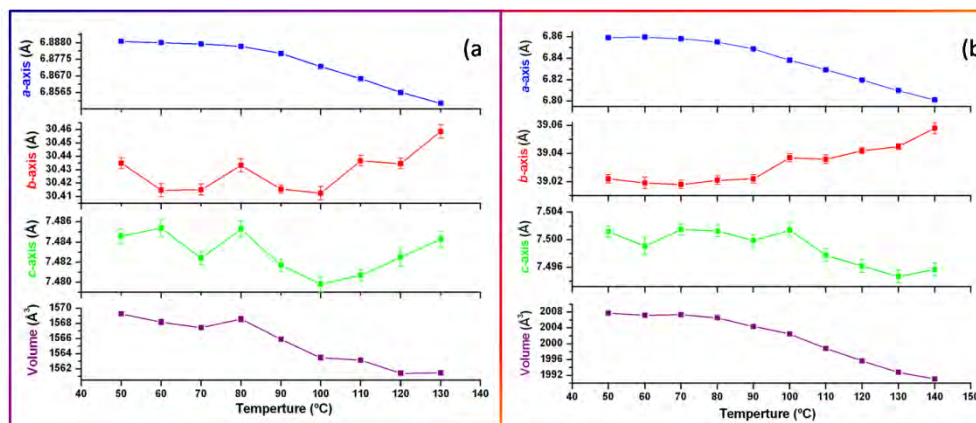 (a)
a-axis (Å)
6.8880
6.8775
6.8670
6.8565
b-axis (Å)
30.46
30.45
30.44
30.43
30.42
30.41
c-axis (Å)
7.486
7.484
7.482
7.480
Volume (Å³)
1570
1568
1566
1564
1562
40 50 60 70 80 90 100 110 120 130 140
Temperture (°C)
(b
a-axis (Å)
6.86
6.84
6.82
6.80
b-axis (Å)
39.06
39.04
39.02
c-axis (Å)
7.504
7.500
7.496
Volume (Å³)
2008
2004
2000
1996
1992
40 50 60 70 80 90 100 110 120 130 140 150
Temperture (°C)